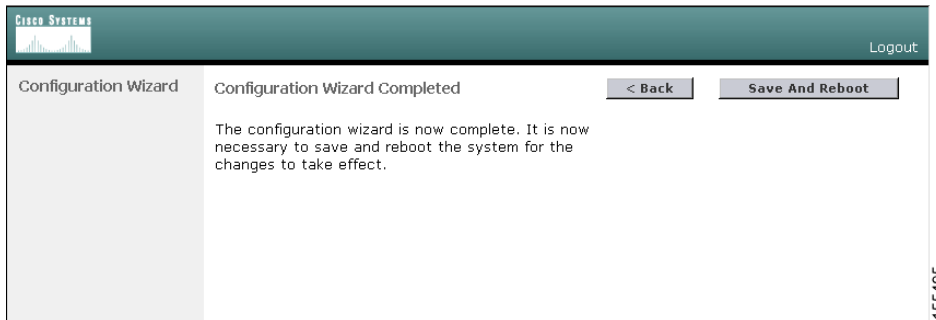 CISCO SYSTEMS
Logout
Configuration Wizard
Configuration Wizard Completed
< Back
Save And Reboot
The configuration wizard is now complete. It is now
necessary to save and reboot the system for the
changes to take effect.